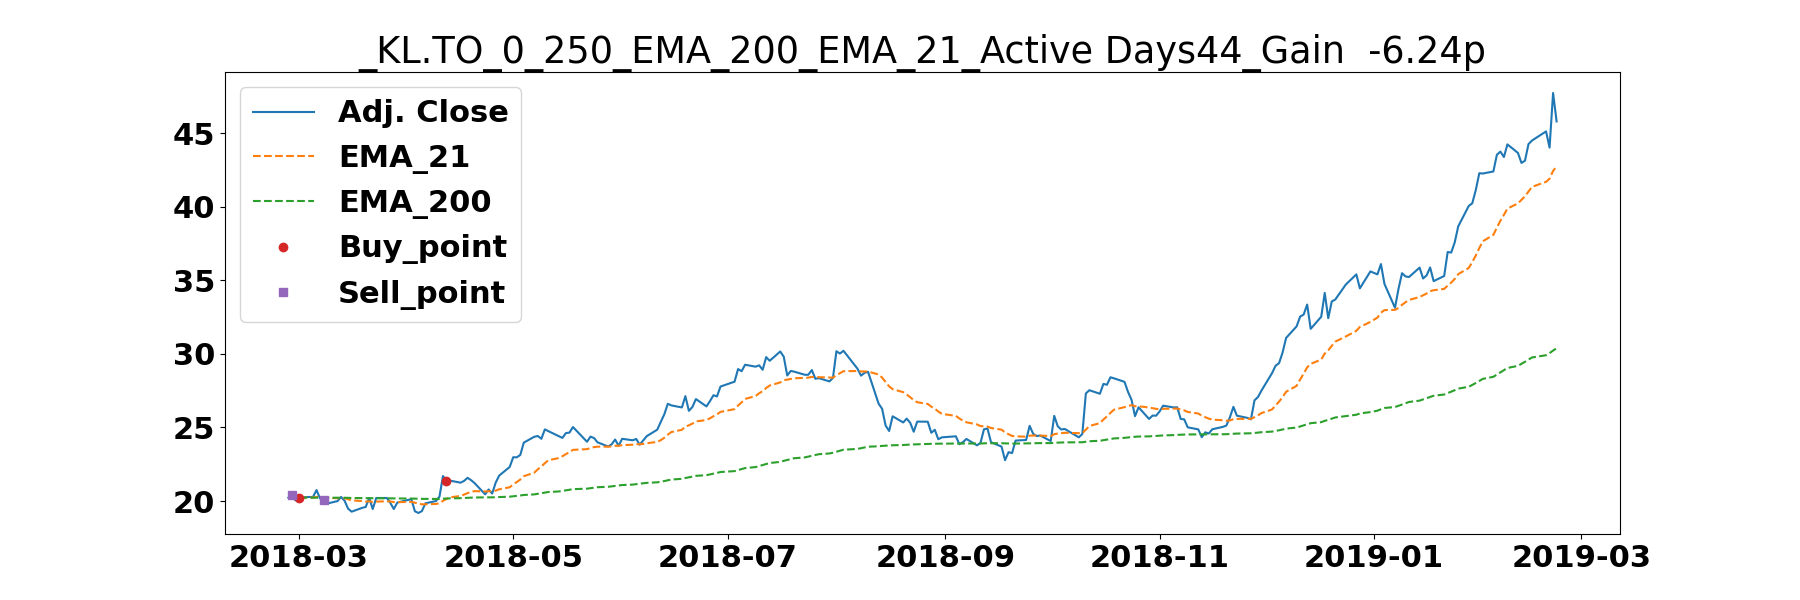 _KL.TO_0_250_EMA_200_EMA_21_Active Days44_Gain  -6.24p
Adj. Close
EMA_21
EMA_200
Buy_point
Sell_point
45
40
35
30
25
20
2018-03 2018-05 2018-07 2018-09 2018-11 2019-01 2019-03